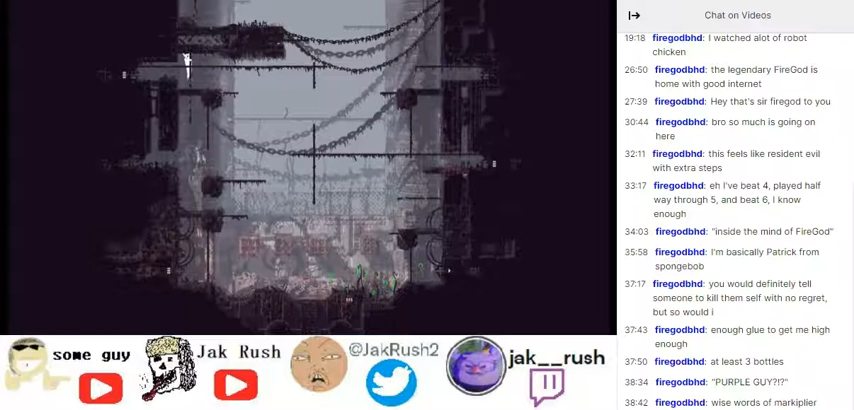 Chat on Videos
19:18 firegodbhd: I watched alot of robot
chicken
26:50 firegodbhd: the legendary FireGod is
home with good internet
27:39 firegodbhd: Hey that's sir firegod to you
30:44 firegodbhd: bro so much is going on
here
32:11 firegodbhd: this feels like resident evil
with extra steps
33:17 firegodbhd: eh I've beat 4, played half
way through 5, and beat 6, I know
enough
34:03 firegodbhd: "inside the mind of FireGod"
35:58 firegodbhd: I'm basically Patrick from
spongebob
37:17 firegodbhd: you would definitely tell
someone to kill them self with no regret,
but so would i
37:43 firegodbhd: enough glue to get me high
enough
37:50 firegodbhd: at least 3 bottles
38:34 firegodbhd: "PURPLE GUY?!?"
38:42 firegodbhd: wise words of markiplier
some guy
Jak Rush
@JakRush2
jak__rush